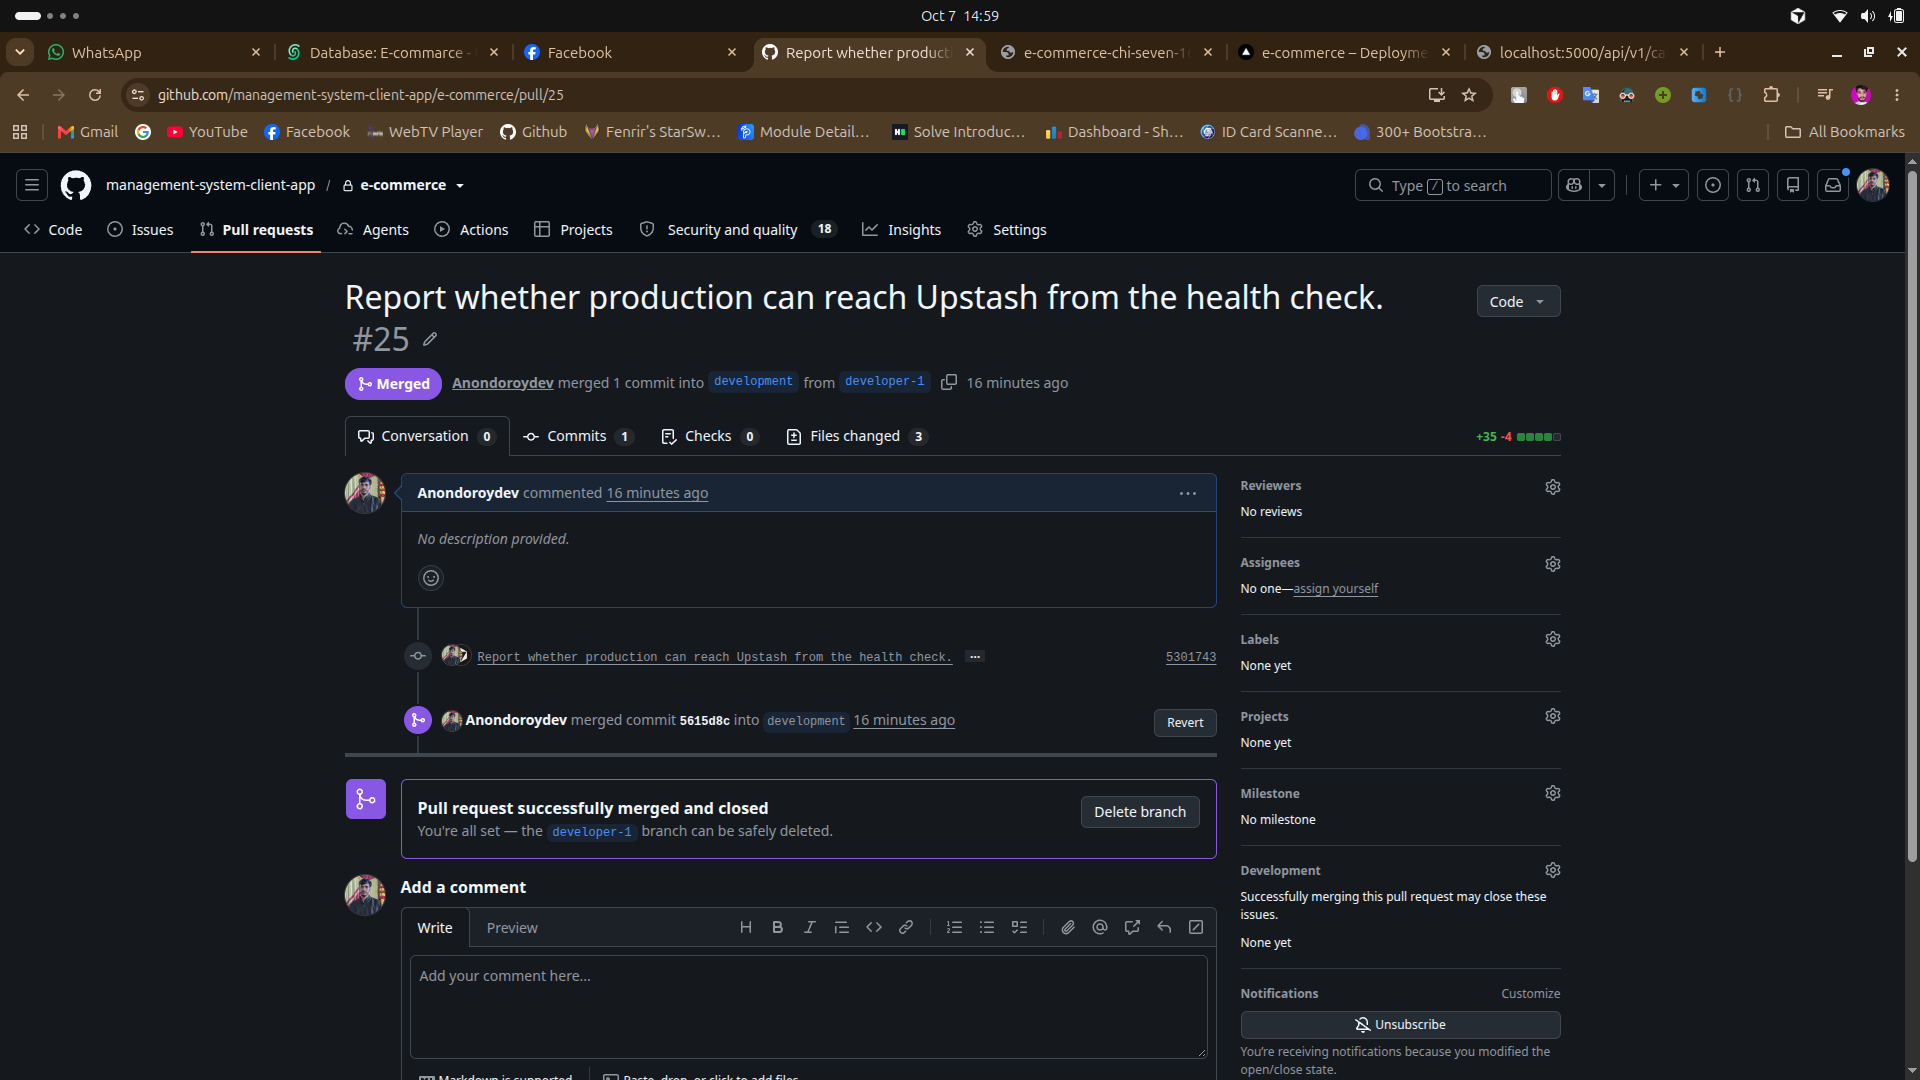 Oct 7 14:59
WhatsApp
Database: E-commarce -
Facebook
Report whether product
e-commerce-chi-seven-1
e-commerce – Deployme
localhost:5000/api/v1/ca
github.com/management-system-client-app/e-commerce/pull/25
Gmail
YouTube
Facebook
WebTV Player
Github
Fenrir's StarSw...
Module Detail...
Solve Introduc...
Dashboard - Sh...
ID Card Scanne...
300+ Bootstra...
All Bookmarks
management-system-client-app / e-commerce
Type / to search
Code
Issues
Pull requests
Agents
Actions
Projects
Security and quality 18
Insights
Settings
Report whether production can reach Upstash from the health check.
#25
Code
Merged
Anondoroydev merged 1 commit into development from developer-1 16 minutes ago
Conversation 0
Commits 1
Checks 0
Files changed 3
+35 -4
Anondoroydev commented 16 minutes ago
No description provided.
Report whether production can reach Upstash from the health check.
5301743
Anondoroydev merged commit 5615d8c into development 16 minutes ago
Revert
Pull request successfully merged and closed
You're all set — the developer-1 branch can be safely deleted.
Delete branch
Add a comment
Write
Preview
Add your comment here...
Markdown is supported
Paste, drop, or click to add files
Reviewers
No reviews
Assignees
No one—assign yourself
Labels
None yet
Projects
None yet
Milestone
No milestone
Development
Successfully merging this pull request may close these
issues.
None yet
Notifications
Customize
Unsubscribe
You're receiving notifications because you modified the
open/close state.